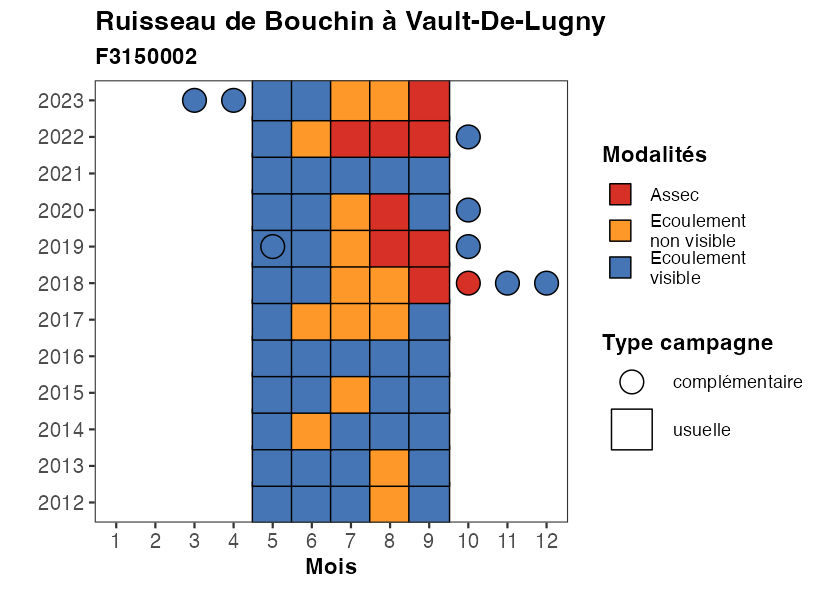 Ruisseau de Bouchin à Vault-De-Lugny
F3150002
2023
2022
2021
2020
2019
2018
2017
2016
2015
2014
2013
2012
1 2 3 4 5 6 7 8 9 10 11 12
Mois
Modalités
Assec
Ecoulement
non visible
Ecoulement
visible
Type campagne
complémentaire
usuelle